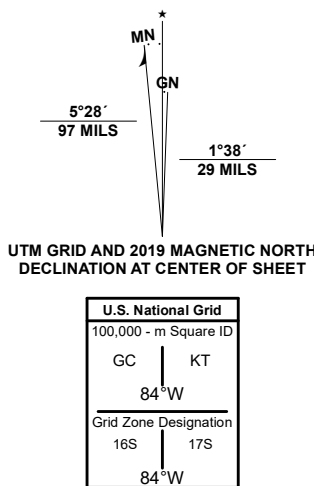 MN
GN
5°28´
97 MILS
1°38´
29 MILS
UTM GRID AND 2019 MAGNETIC NORTH
DECLINATION AT CENTER OF SHEET
U.S. National Grid
100,000 - m Square ID
GC KT
84°W
Grid Zone Designation
16S 17S
84°W